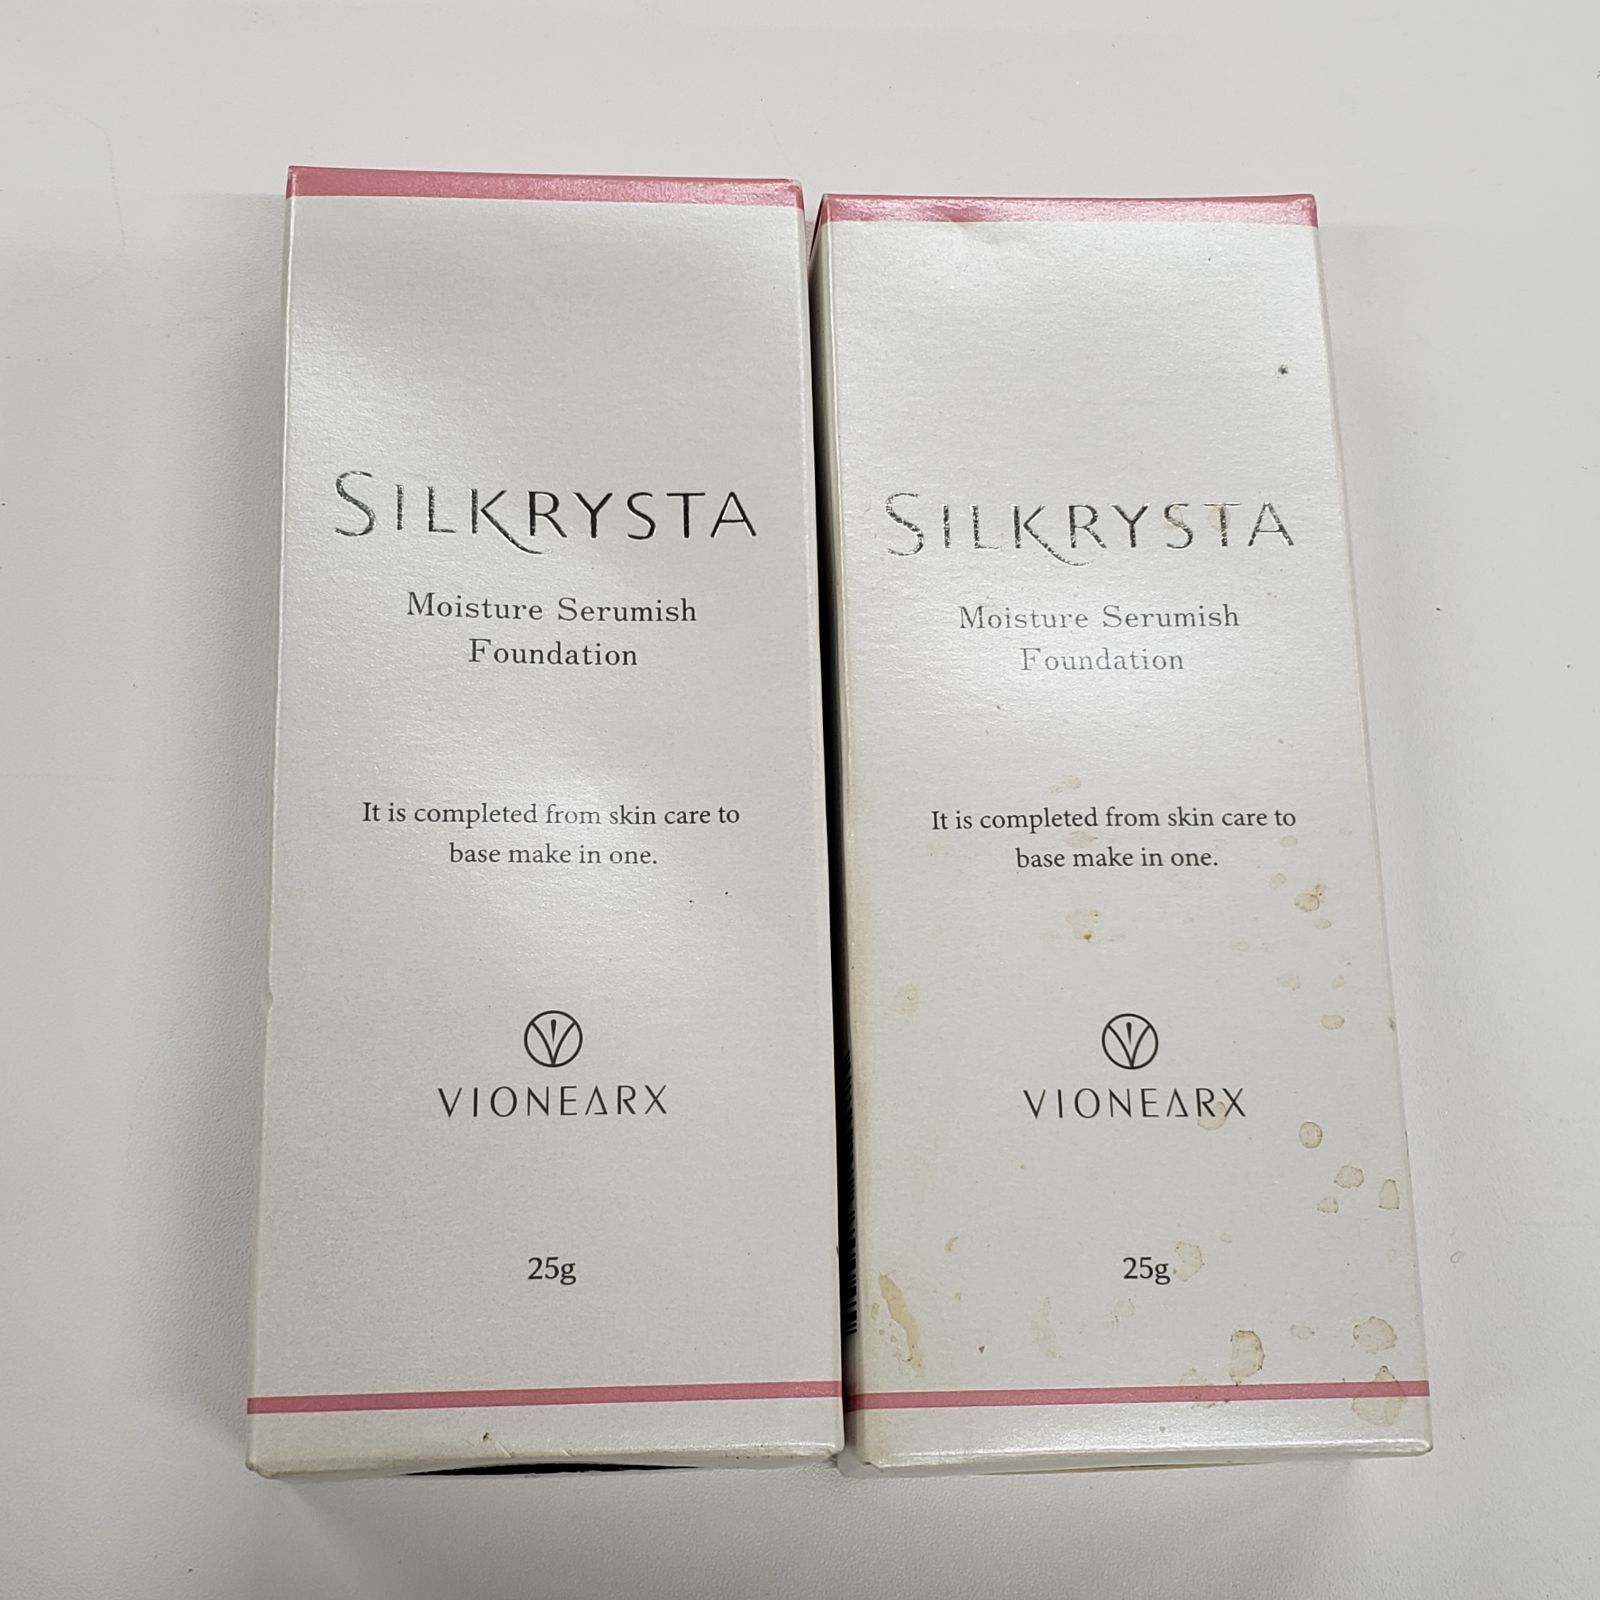 SILKRYSTA
Moisture Serumish
Foundation
It is completed from skin care to
base make in one.
VIONEARX
25g
SILKRYSTA
Moisture Serumish
Foundation
It is completed from skin care to
base make in one.
VIONEARX
25g